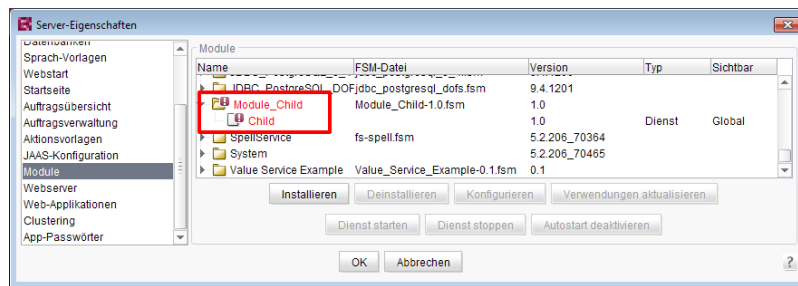 Server-Eigenschaften
Datenbanken
Sprach-Vorlagen
Webstart
Startseite
Auftragsübersicht
Auftragsverwaltung
Aktionsvorlagen
JAAS-Konfiguration
Module
Webserver
Web-Applikationen
Clustering
App-Passwörter
Module
Name FSM-Datei Version Typ Sichtbar
JDBC_PostgreSQL_DOF jdbc_postgresql_dofs.fsm 9.4.1201
Module_Child Module_Child-1.0.fsm 1.0
Child 1.0 Dienst Global
SpellService fs-spell.fsm 5.2.206_70364
System 5.2.206_70465
Value Service Example Value_Service_Example-0.1.fsm 0.1
Installieren Deinstallieren Konfigurieren Verwendungen aktualisieren
Dienst starten Dienst stoppen Autostart deaktivieren
OK Abbrechen ?